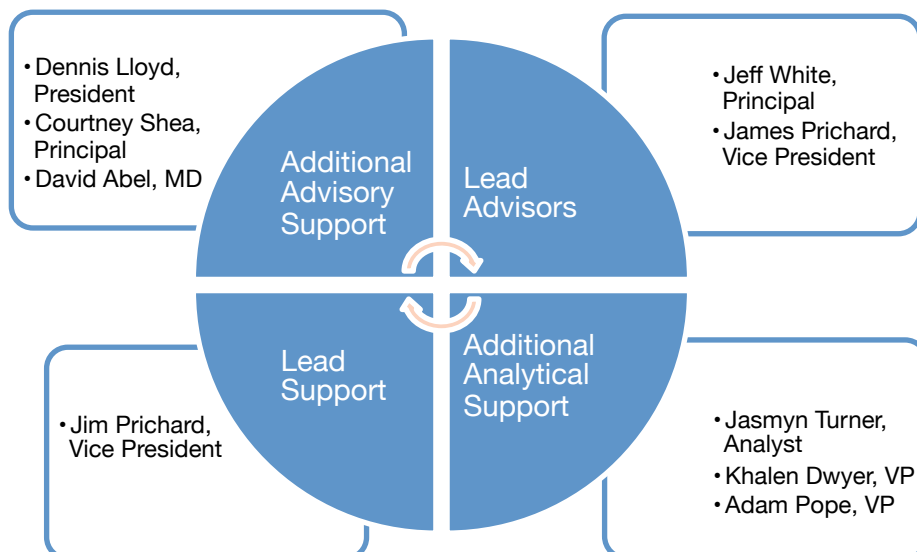 • Dennis Lloyd,
President
• Courtney Shea,
Principal
• David Abel, MD
Additional
Advisory
Support
Lead
Advisors
• Jeff White,
Principal
• James Prichard,
Vice President
• Jim Prichard,
Vice President
Lead
Support
Additional
Analytical
Support
• Jasmyn Turner,
Analyst
• Khalen Dwyer, VP
• Adam Pope, VP